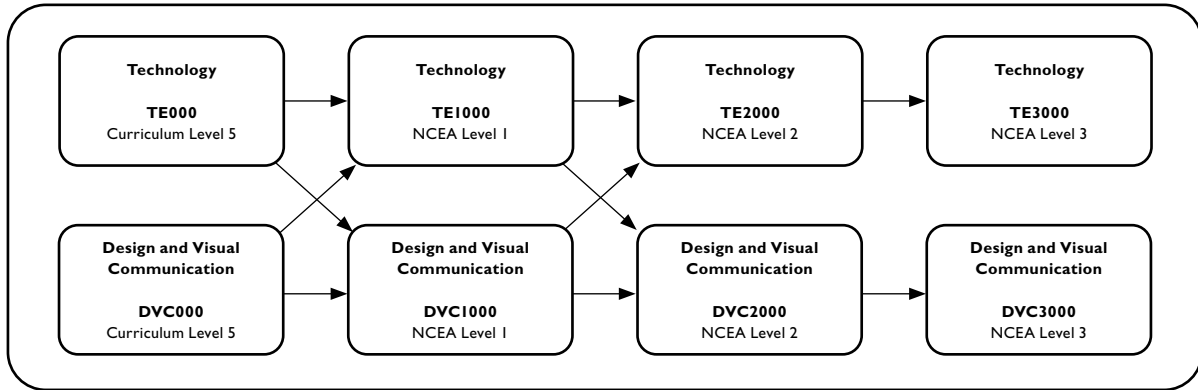 Technology
TE000
Curriculum Level 5
Technology
TE1000
NCEA Level 1
Technology
TE2000
NCEA Level 2
Technology
TE3000
NCEA Level 3
Design and Visual
Communication
DVC000
Curriculum Level 5
Design and Visual
Communication
DVC1000
NCEA Level 1
Design and Visual
Communication
DVC2000
NCEA Level 2
Design and Visual
Communication
DVC3000
NCEA Level 3